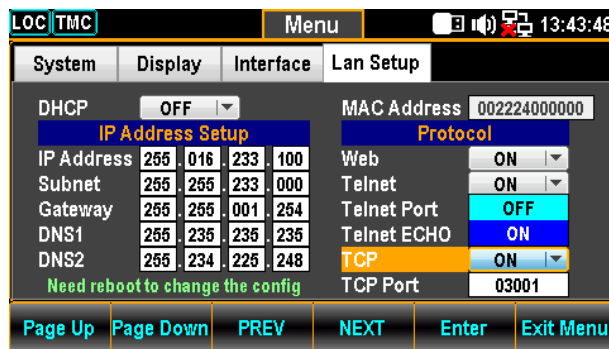 LOC TMC Menu 13:43:48
System Display Interface Lan Setup
DHCP OFF MAC Address 002224000000
IP Address Setup Protocol
IP Address 255 . 016 . 233 . 100 Web ON
Subnet 255 . 255 . 233 . 000 Telnet ON
Gateway 255 . 255 . 001 . 254 Telnet Port OFF
DNS1 255 . 235 . 235 . 235 Telnet ECHO ON
DNS2 255 . 234 . 225 . 248 TCP ON
Need reboot to change the config TCP Port 03001
Page Up Page Down PREV NEXT Enter Exit Menu